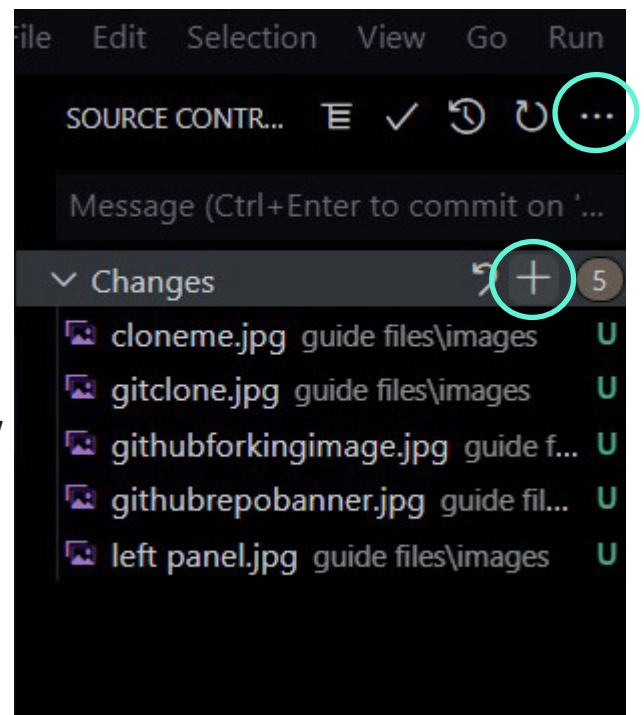 File Edit Selection View Go Run
SOURCE CONTR... ...
Message (Ctrl+Enter to commit on '...
Changes 5
cloneme.jpg guide files\images U
gitclone.jpg guide files\images U
githubforkingimage.jpg guide f... U
githubrepobanner.jpg guide fil... U
left panel.jpg guide files\images U